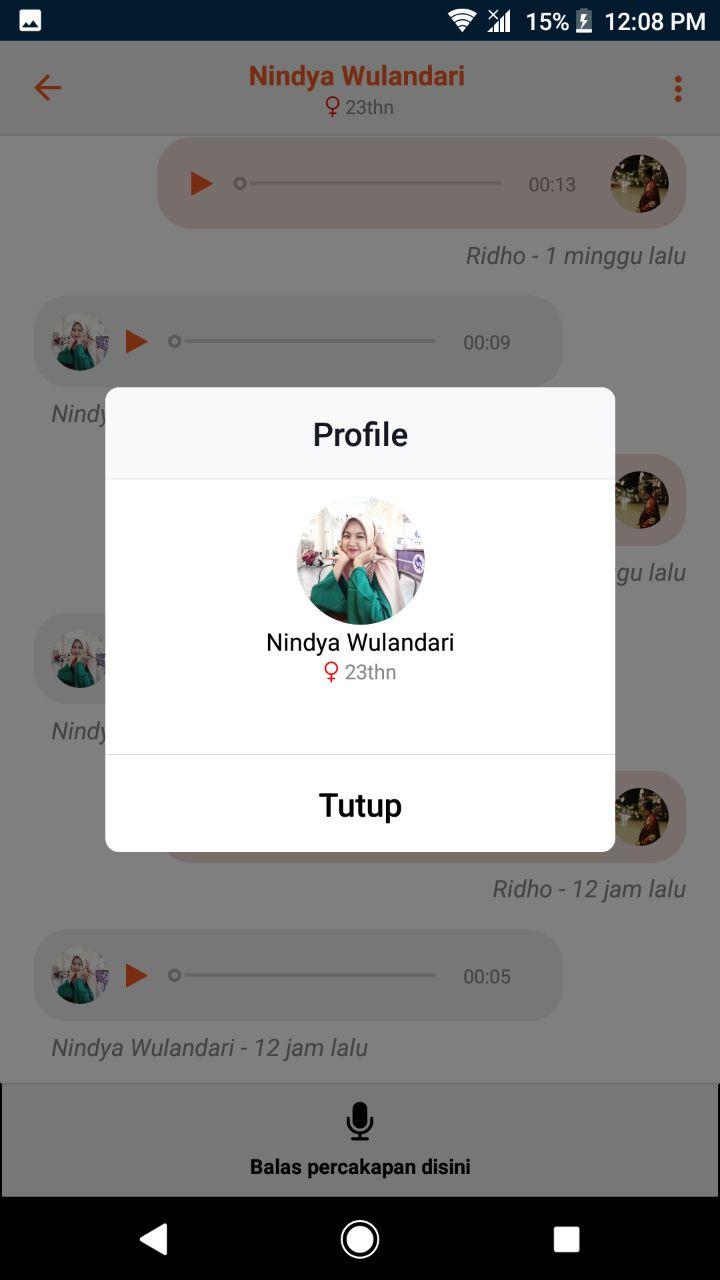 15% 12:08 PM
Nindya Wulandari
23thn
00:13
Ridho - 1 minggu lalu
00:09
Nindy
Profile
gu lalu
Nindya Wulandari
23thn
Nindy
Tutup
Ridho - 12 jam lalu
00:05
Nindya Wulandari - 12 jam lalu
Balas percakapan disini